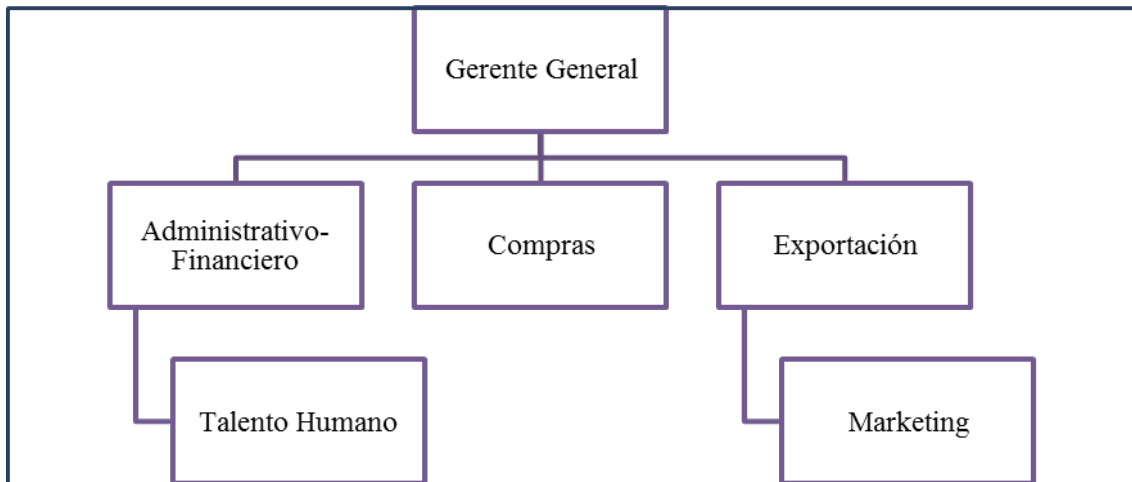 Gerente General
Administrativo-
Financiero
Compras
Exportación
Talento Humano
Marketing